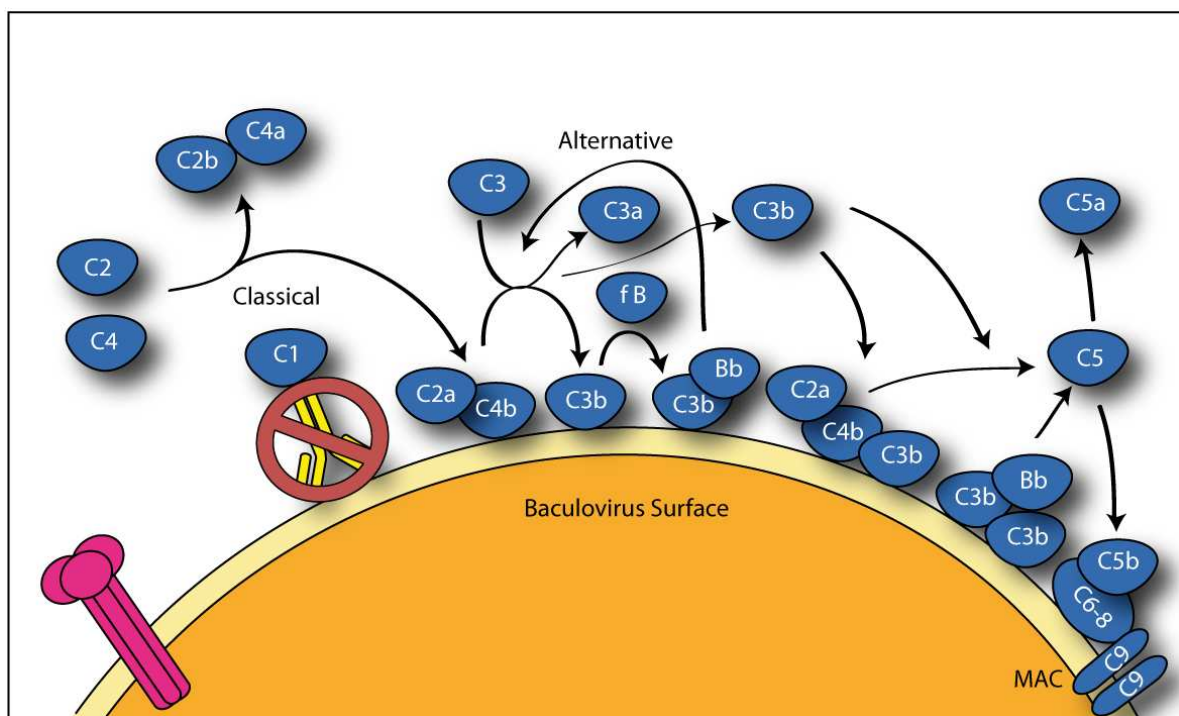 C4a
C2b
Alternative
C3
C3a
C3b
C5a
C2
Classical
f B
C4
C1
C5
C2a
C4b
C3b
C3b
Bb
C2a
C4b
C3b
Baculovirus Surface
C3b
Bb
C3b
C5b
C6-8
MAC
C9
C9